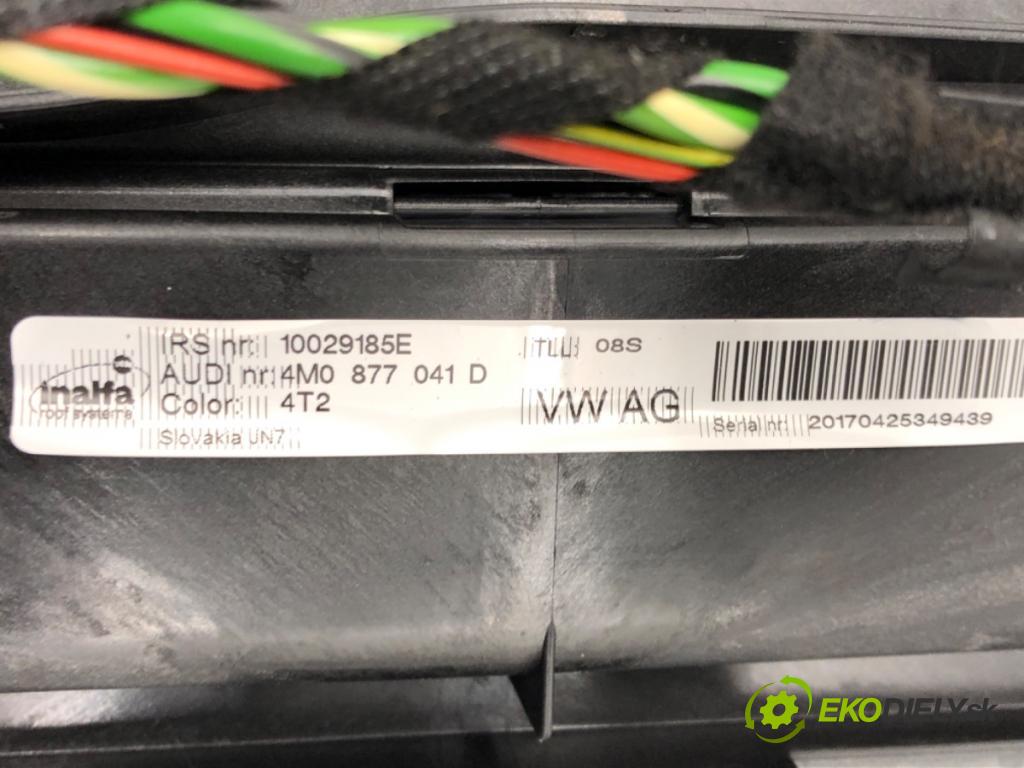 inalfa
roof systems
IRS nr: 10029185E
AUDI nr: 4M0 877 041 D
Color: 4T2
Slovakia UN7
TLD: 08S
VW AG
Serial nr: 20170425349439
EKODIELY.sk